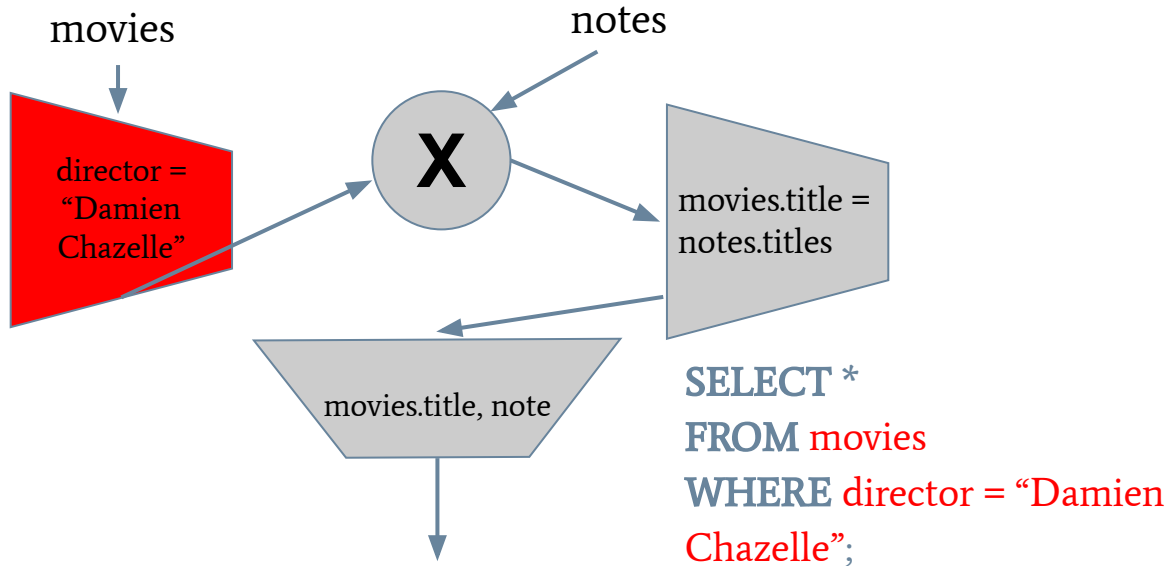 movies
notes
director =
“Damien
Chazelle”
X
movies.title =
notes.titles
movies.title, note
SELECT *
FROM movies
WHERE director = “Damien
Chazelle”;